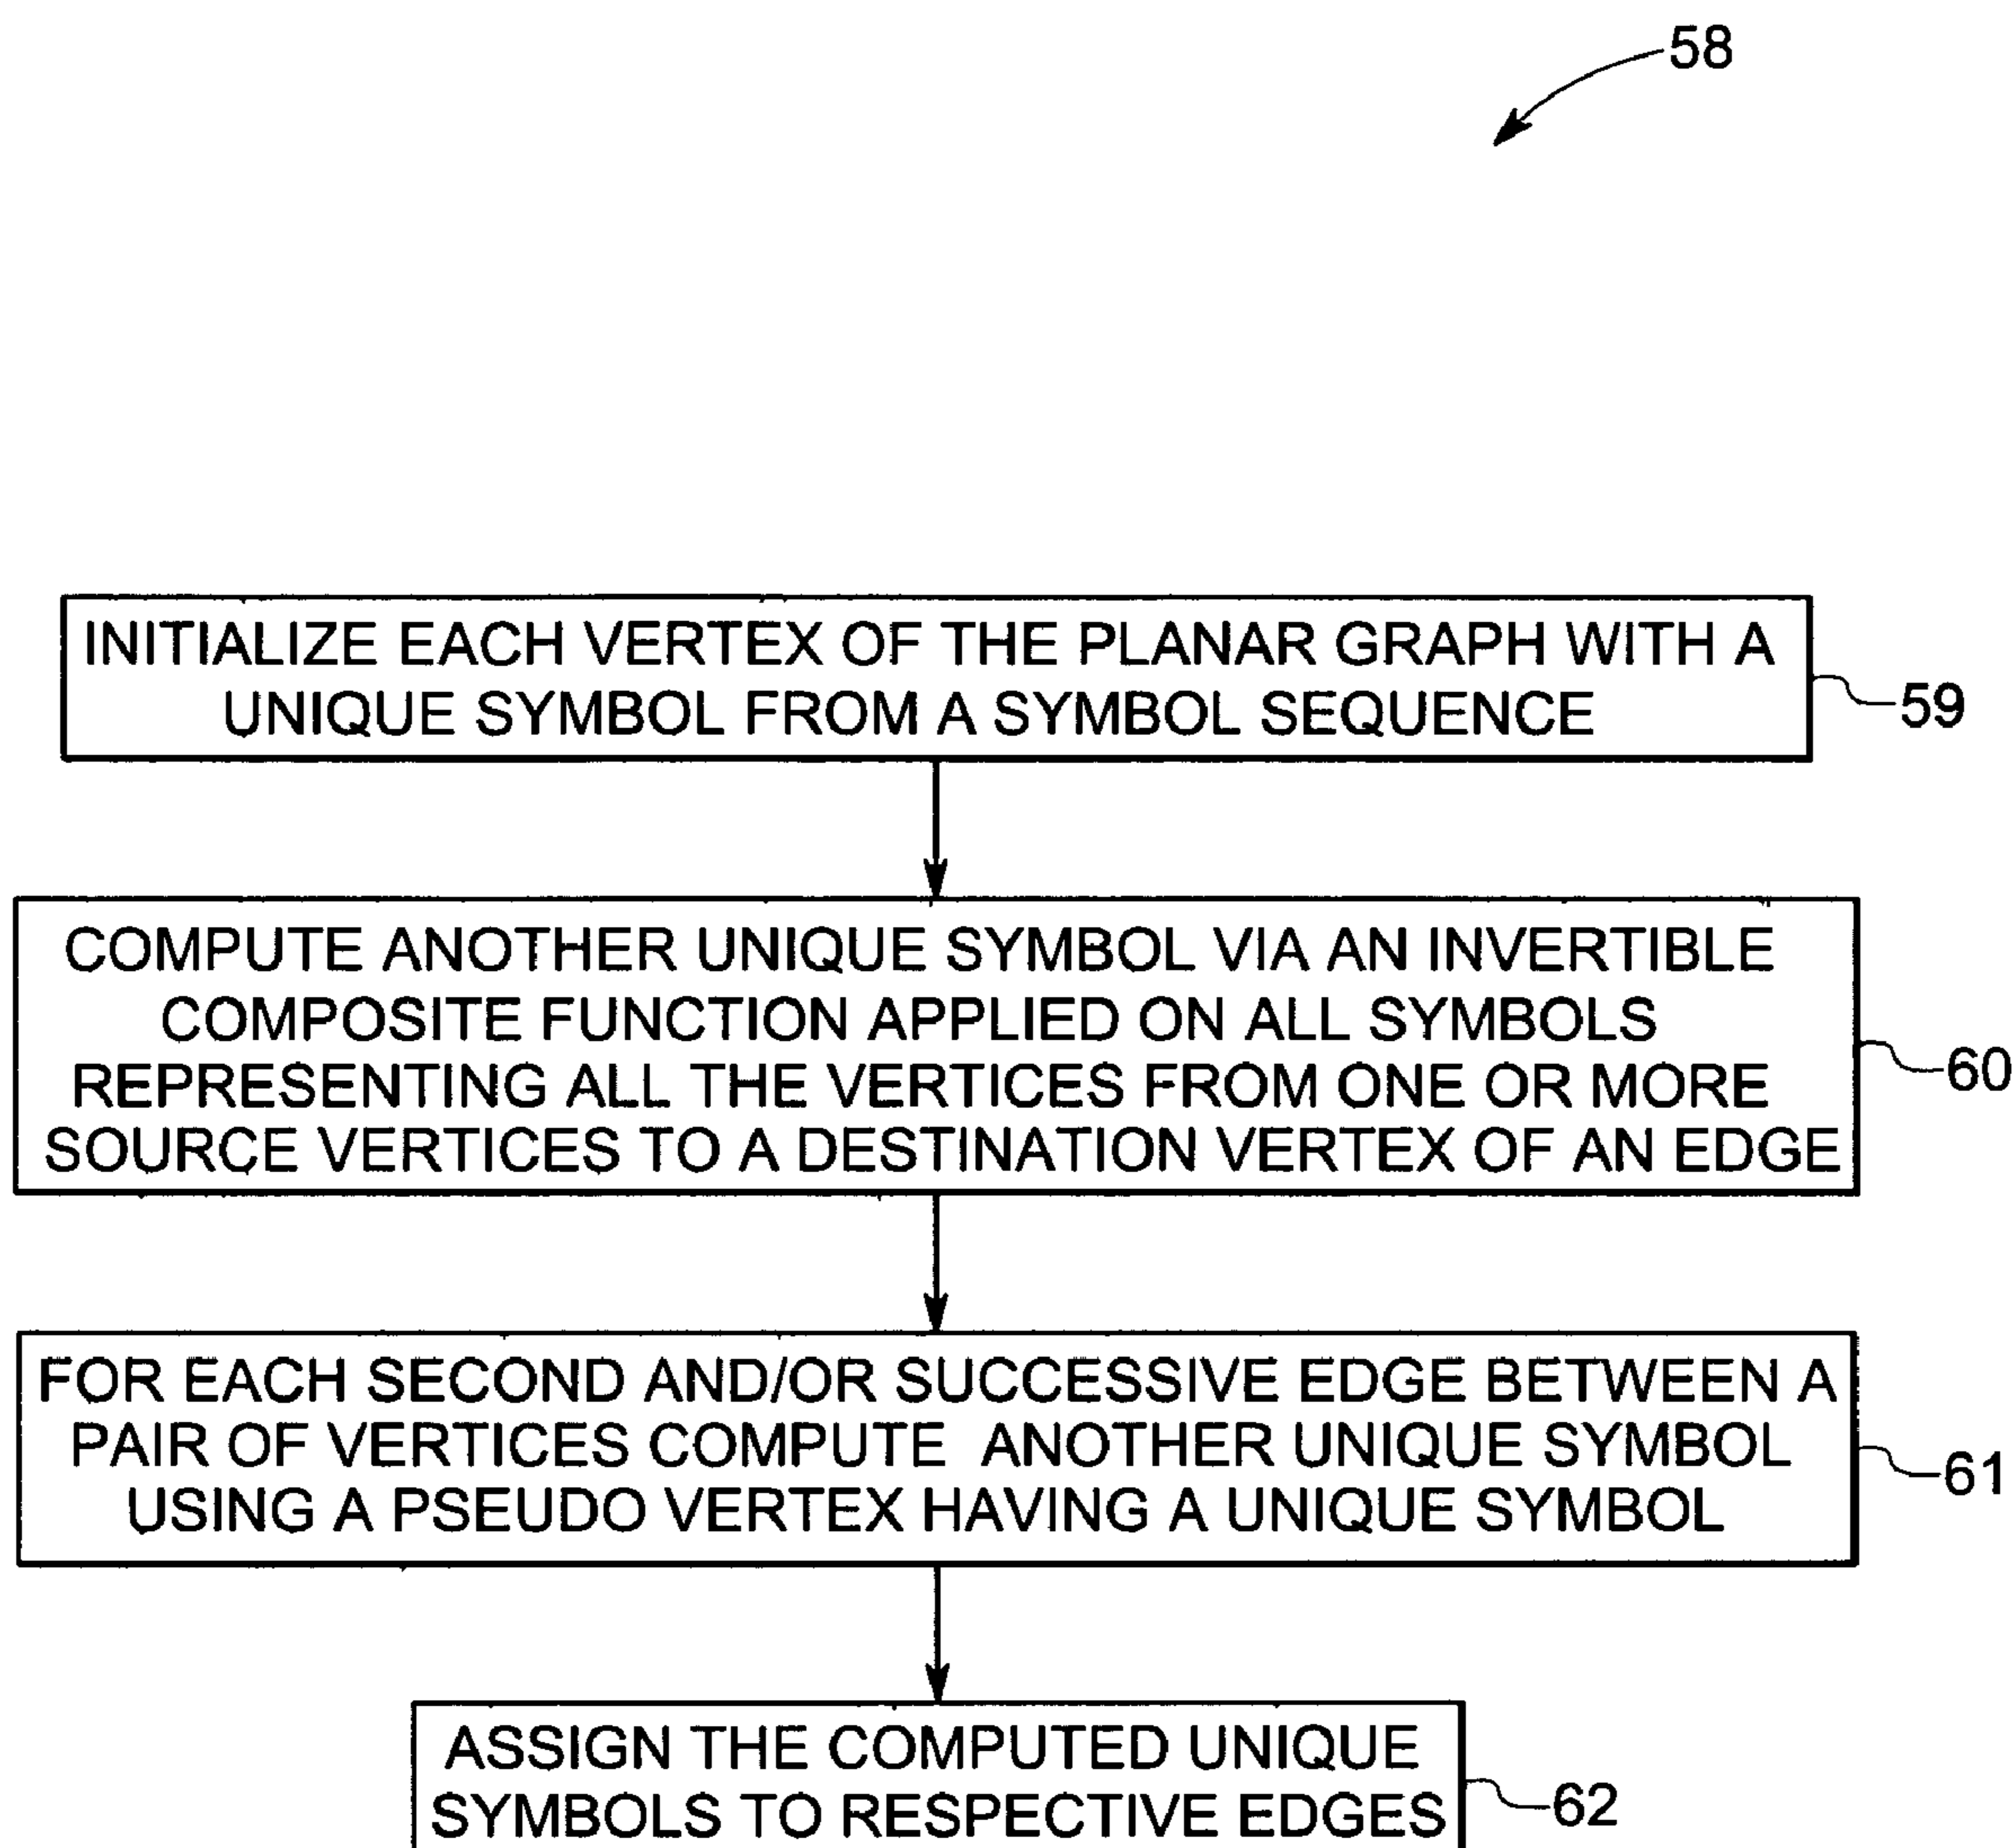 58
INITIALIZE EACH VERTEX OF THE PLANAR GRAPH WITH A
UNIQUE SYMBOL FROM A SYMBOL SEQUENCE
59
COMPUTE ANOTHER UNIQUE SYMBOL VIA AN INVERTIBLE
COMPOSITE FUNCTION APPLIED ON ALL SYMBOLS
REPRESENTING ALL THE VERTICES FROM ONE OR MORE
SOURCE VERTICES TO A DESTINATION VERTEX OF AN EDGE
60
FOR EACH SECOND AND/OR SUCCESSIVE EDGE BETWEEN A
PAIR OF VERTICES COMPUTE ANOTHER UNIQUE SYMBOL
USING A PSEUDO VERTEX HAVING A UNIQUE SYMBOL
61
ASSIGN THE COMPUTED UNIQUE
SYMBOLS TO RESPECTIVE EDGES
62